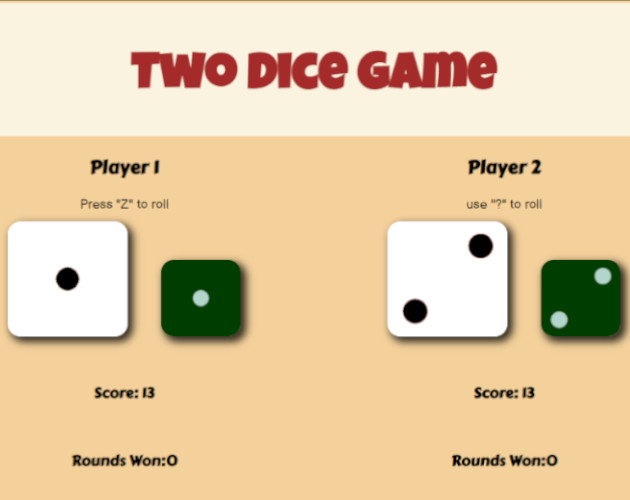 Two Dice Game
Player 1
Player 2
Press "Z" to roll
use "?" to roll
Score: 13
Score: 13
Rounds Won:0
Rounds Won:0